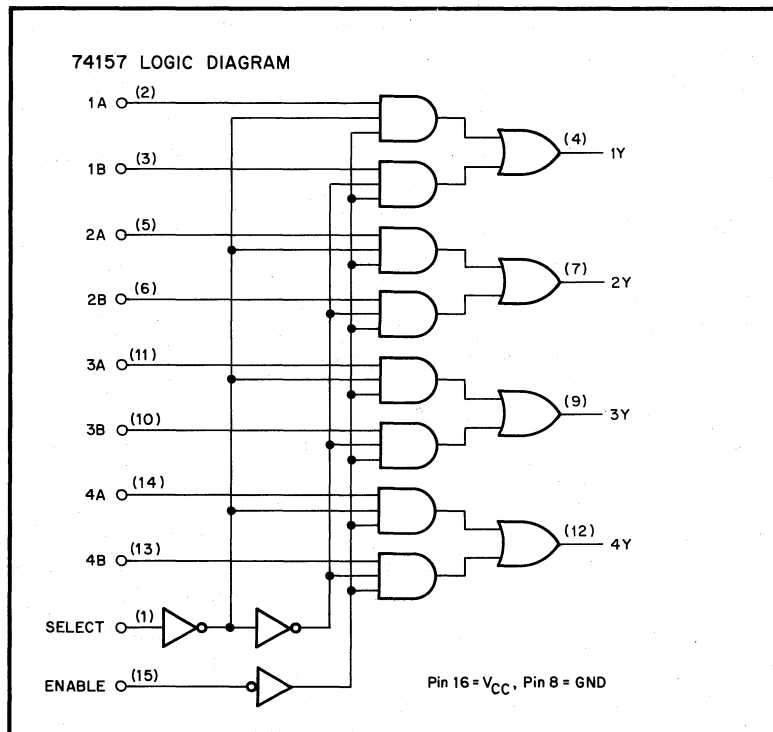 74157 LOGIC DIAGRAM
1A (2)
(4) 1Y
1B (3)
2A (5)
(7) 2Y
2B (6)
3A (11)
(9) 3Y
3B (10)
4A (14)
(12) 4Y
4B (13)
SELECT (1)
ENABLE (15)
Pin 16 = VCC, Pin 8 = GND